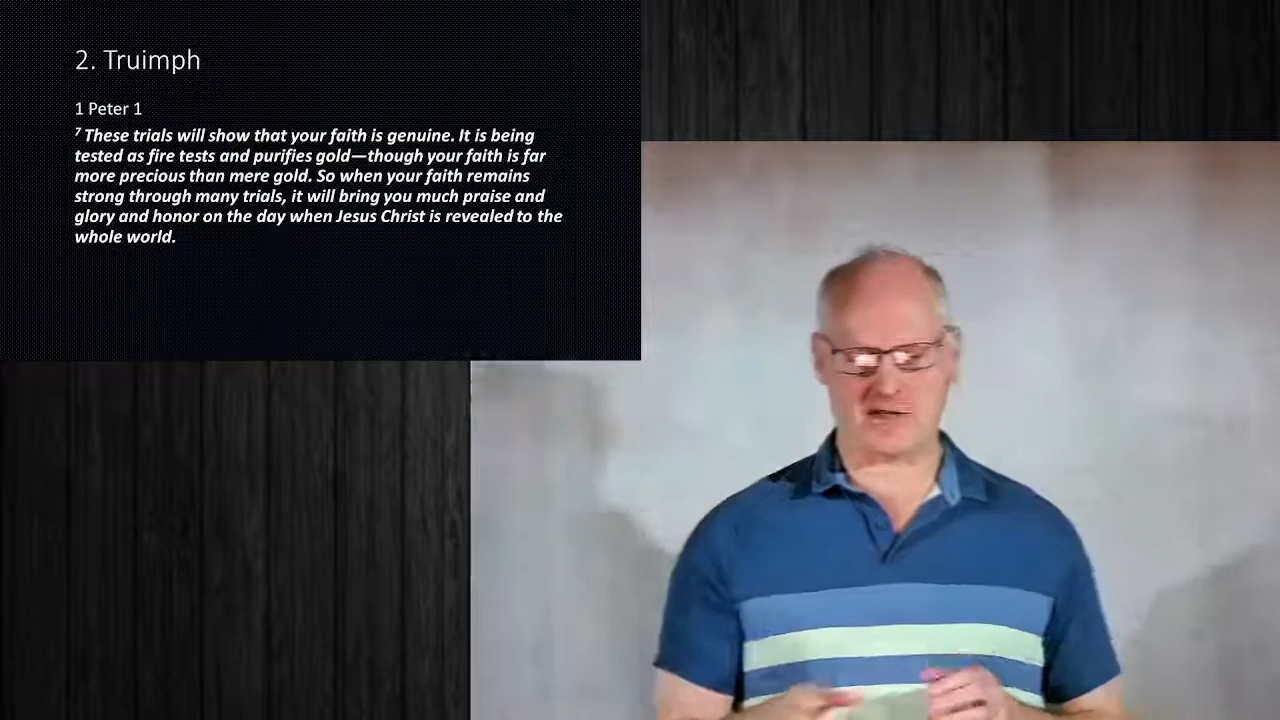 2. Truimph
1 Peter 1
7 These trials will show that your faith is genuine. It is being
tested as fire tests and purifies gold—though your faith is far
more precious than mere gold. So when your faith remains
strong through many trials, it will bring you much praise and
glory and honor on the day when Jesus Christ is revealed to the
whole world.